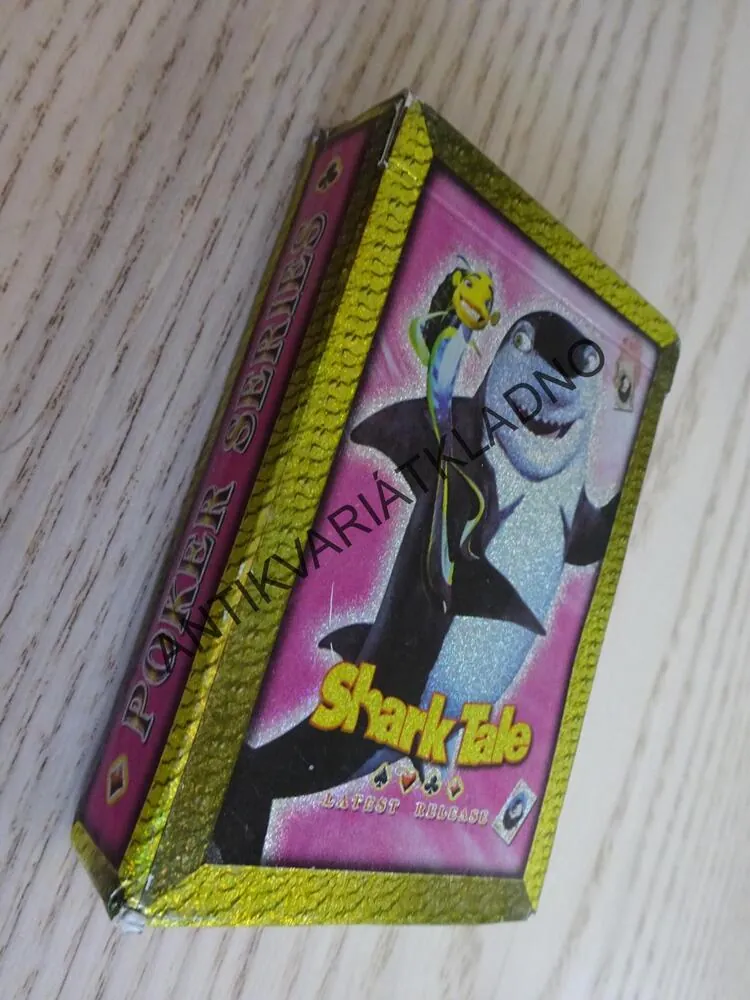 POKER SERIES
ANTIKVARIÁTKLADNO
Shark Tale
LATEST RELEASE